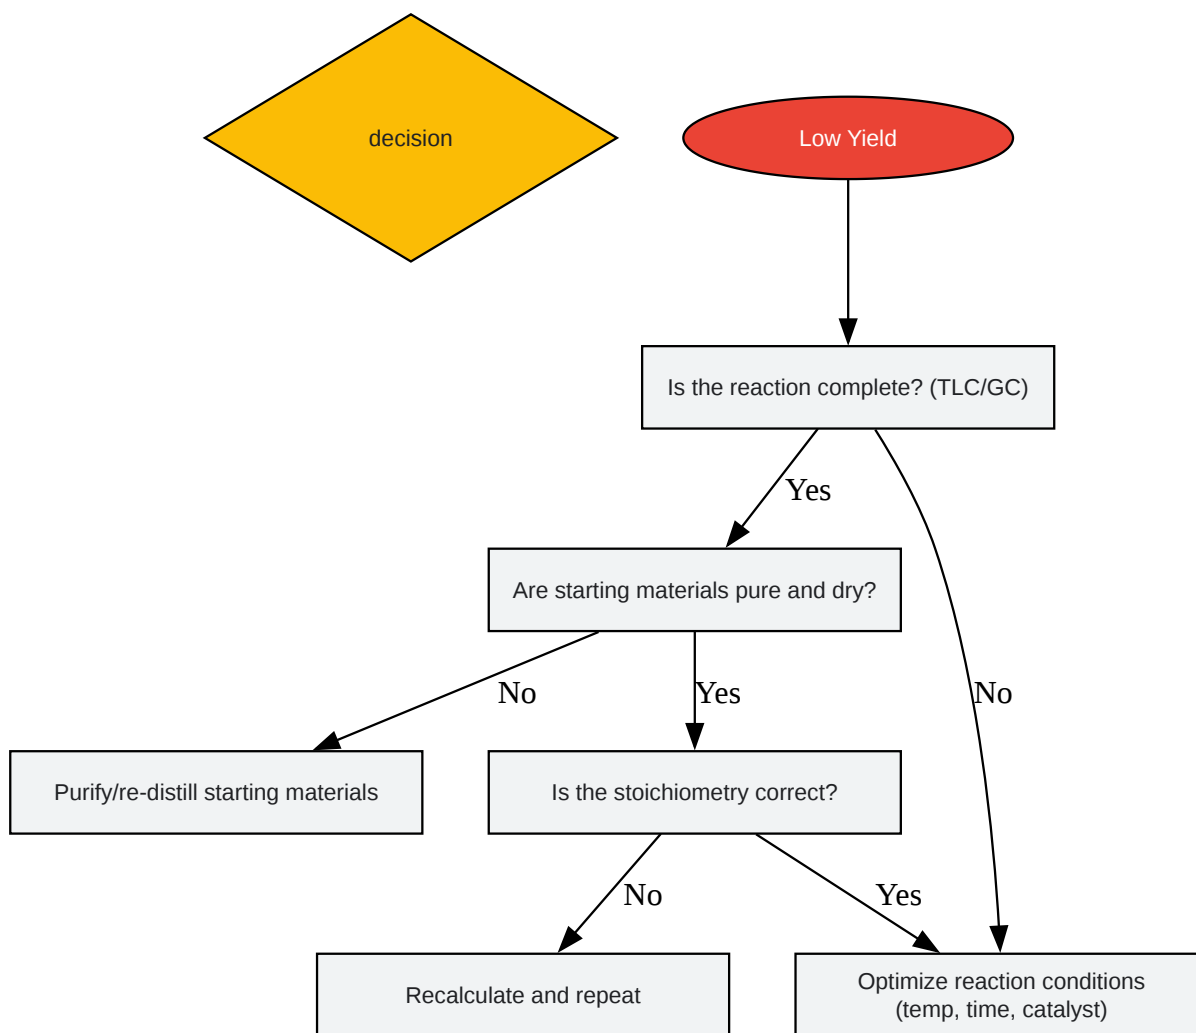 decision
Low Yield
Is the reaction complete? (TLC/GC)
Yes
Are starting materials pure and dry?
No
Yes
No
Purify/re-distill starting materials
Is the stoichiometry correct?
No
Yes
Recalculate and repeat
Optimize reaction conditions
(temp, time, catalyst)